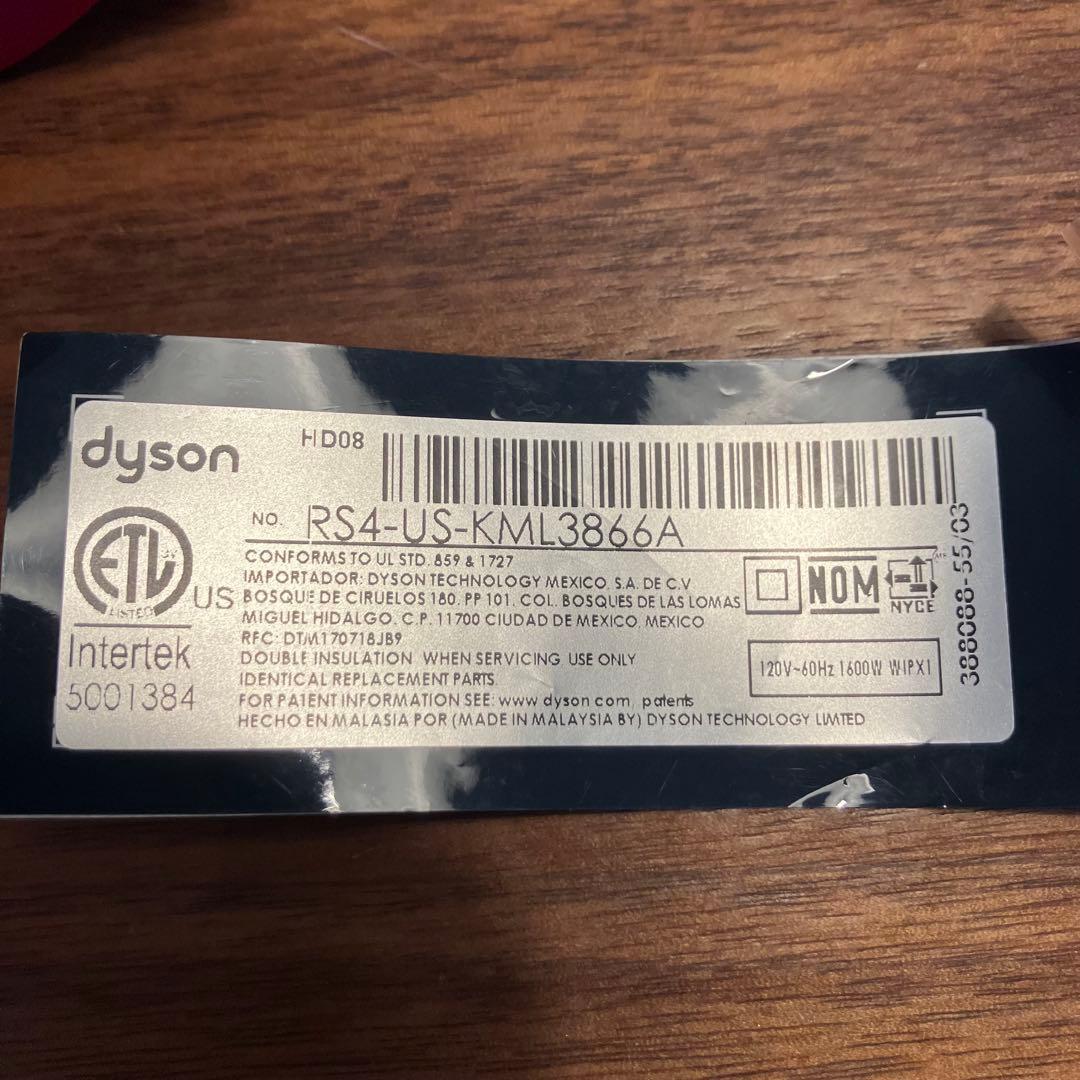 dyson
HD08
NO. RS4-US-KML3866A
ETL
LISTED
US
Intertek
5001384
CONFORMS TO UL STD. 859 & 1727
IMPORTADOR: DYSON TECHNOLOGY MEXICO, S.A. DE C.V
BOSQUE DE CIRUELOS 180. PP 101, COL. BOSQUES DE LAS LOMAS
MIGUEL HIDALGO, C.P. 11700 CIUDAD DE MEXICO, MEXICO
RFC: DTM170718JB9
DOUBLE INSULATION WHEN SERVICING USE ONLY
IDENTICAL REPLACEMENT PARTS
FOR PATENT INFORMATION SEE: www dyson com, patents
HECHO EN MALASIA POR (MADE IN MALAYSIA BY) DYSON TECHNOLOGY LIMITED
NOM
NYCE
120V~60Hz 1600W WIPX1
388088-55/03